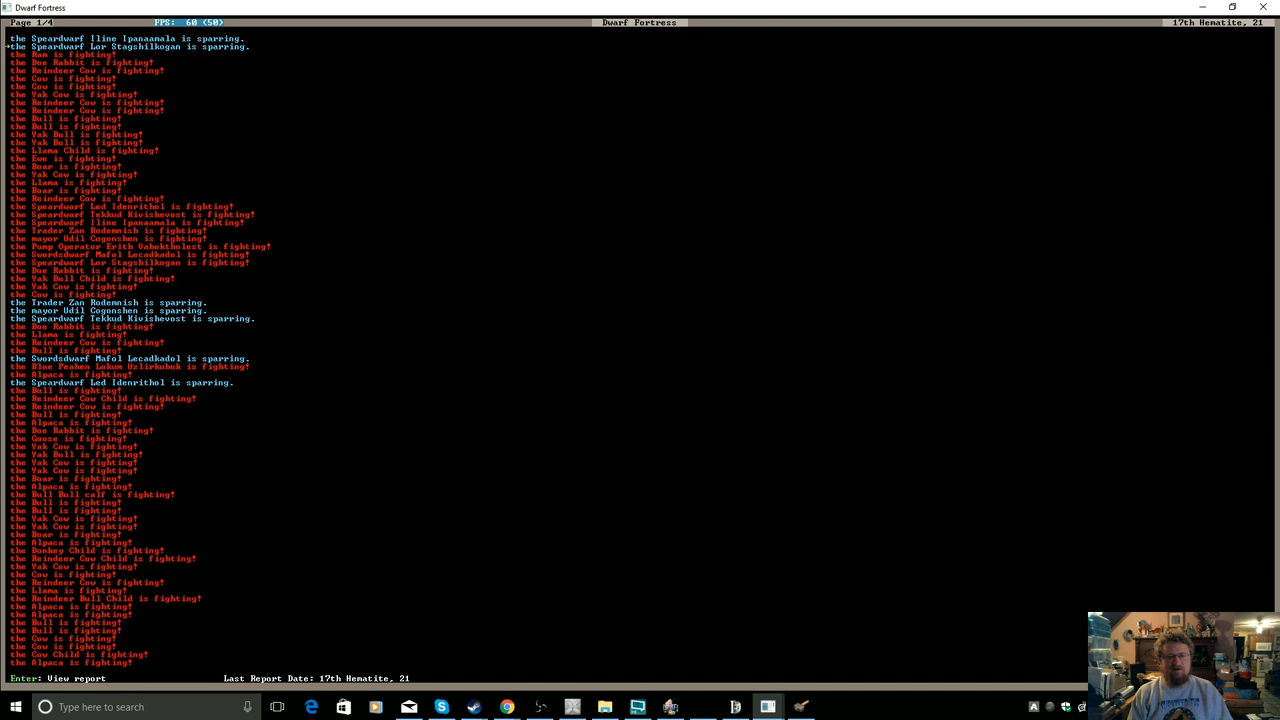 Dwarf Fortress
Page 1/4 FPS: 60 (50) Dwarf Fortress 17th Hematite, 21
the Speardwarf Iline Ipanaamala is sparring.
the Speardwarf Lor Stagshilkogan is sparring.
the Ram is fighting!
the Doe Rabbit is fighting!
the Reindeer Cow is fighting!
the Cow is fighting!
the Cow is fighting!
the Yak Cow is fighting!
the Reindeer Cow is fighting!
the Reindeer Cow is fighting!
the Bull is fighting!
the Bull is fighting!
the Yak Bull is fighting!
the Yak Bull is fighting!
the Llama Child is fighting!
the Ewe is fighting!
the Boar is fighting!
the Yak Cow is fighting!
the Llama is fighting!
the Boar is fighting!
the Reindeer Cow is fighting!
the Speardwarf Led Idenrithol is fighting!
the Speardwarf Tekkud Kivishevost is fighting!
the Speardwarf Iline Ipanaamala is fighting!
the Trader Zan Rodemnish is fighting!
the mayor Udil Cogonshen is fighting!
the Pump Operator Erith Vaboktholest is fighting!
the Swordsdwarf Mafol Lecadkadol is fighting!
the Speardwarf Lor Stagshilkogan is fighting!
the Doe Rabbit is fighting!
the Yak Bull Child is fighting!
the Yak Cow is fighting!
the Cow is fighting!
the Trader Zan Rodemnish is sparring.
the mayor Udil Cogonshen is sparring.
the Speardwarf Tekkud Kivishevost is sparring.
the Doe Rabbit is fighting!
the Llama is fighting!
the Reindeer Cow is fighting!
the Bull is fighting!
the Swordsdwarf Mafol Lecadkadol is sparring.
the Blue Peahen Lokum Uzlirkubuk is fighting!
the Alpaca is fighting!
the Speardwarf Led Idenrithol is sparring.
the Bull is fighting!
the Reindeer Cow Child is fighting!
the Reindeer Cow is fighting!
the Bull is fighting!
the Alpaca is fighting!
the Doe Rabbit is fighting!
the Goose is fighting!
the Yak Cow is fighting!
the Yak Bull is fighting!
the Yak Cow is fighting!
the Yak Cow is fighting!
the Boar is fighting!
the Alpaca is fighting!
the Bull Bull calf is fighting!
the Bull is fighting!
the Bull is fighting!
the Yak Cow is fighting!
the Yak Cow is fighting!
the Boar is fighting!
the Alpaca is fighting!
the Donkey Child is fighting!
the Reindeer Cow Child is fighting!
the Yak Cow is fighting!
the Cow is fighting!
the Reindeer Cow is fighting!
the Llama is fighting!
the Reindeer Bull Child is fighting!
the Alpaca is fighting!
the Alpaca is fighting!
the Bull is fighting!
the Bull is fighting!
the Cow is fighting!
the Cow is fighting!
the Cow Child is fighting!
the Alpaca is fighting!
Enter: View report Last Report Date: 17th Hematite, 21
Type here to search